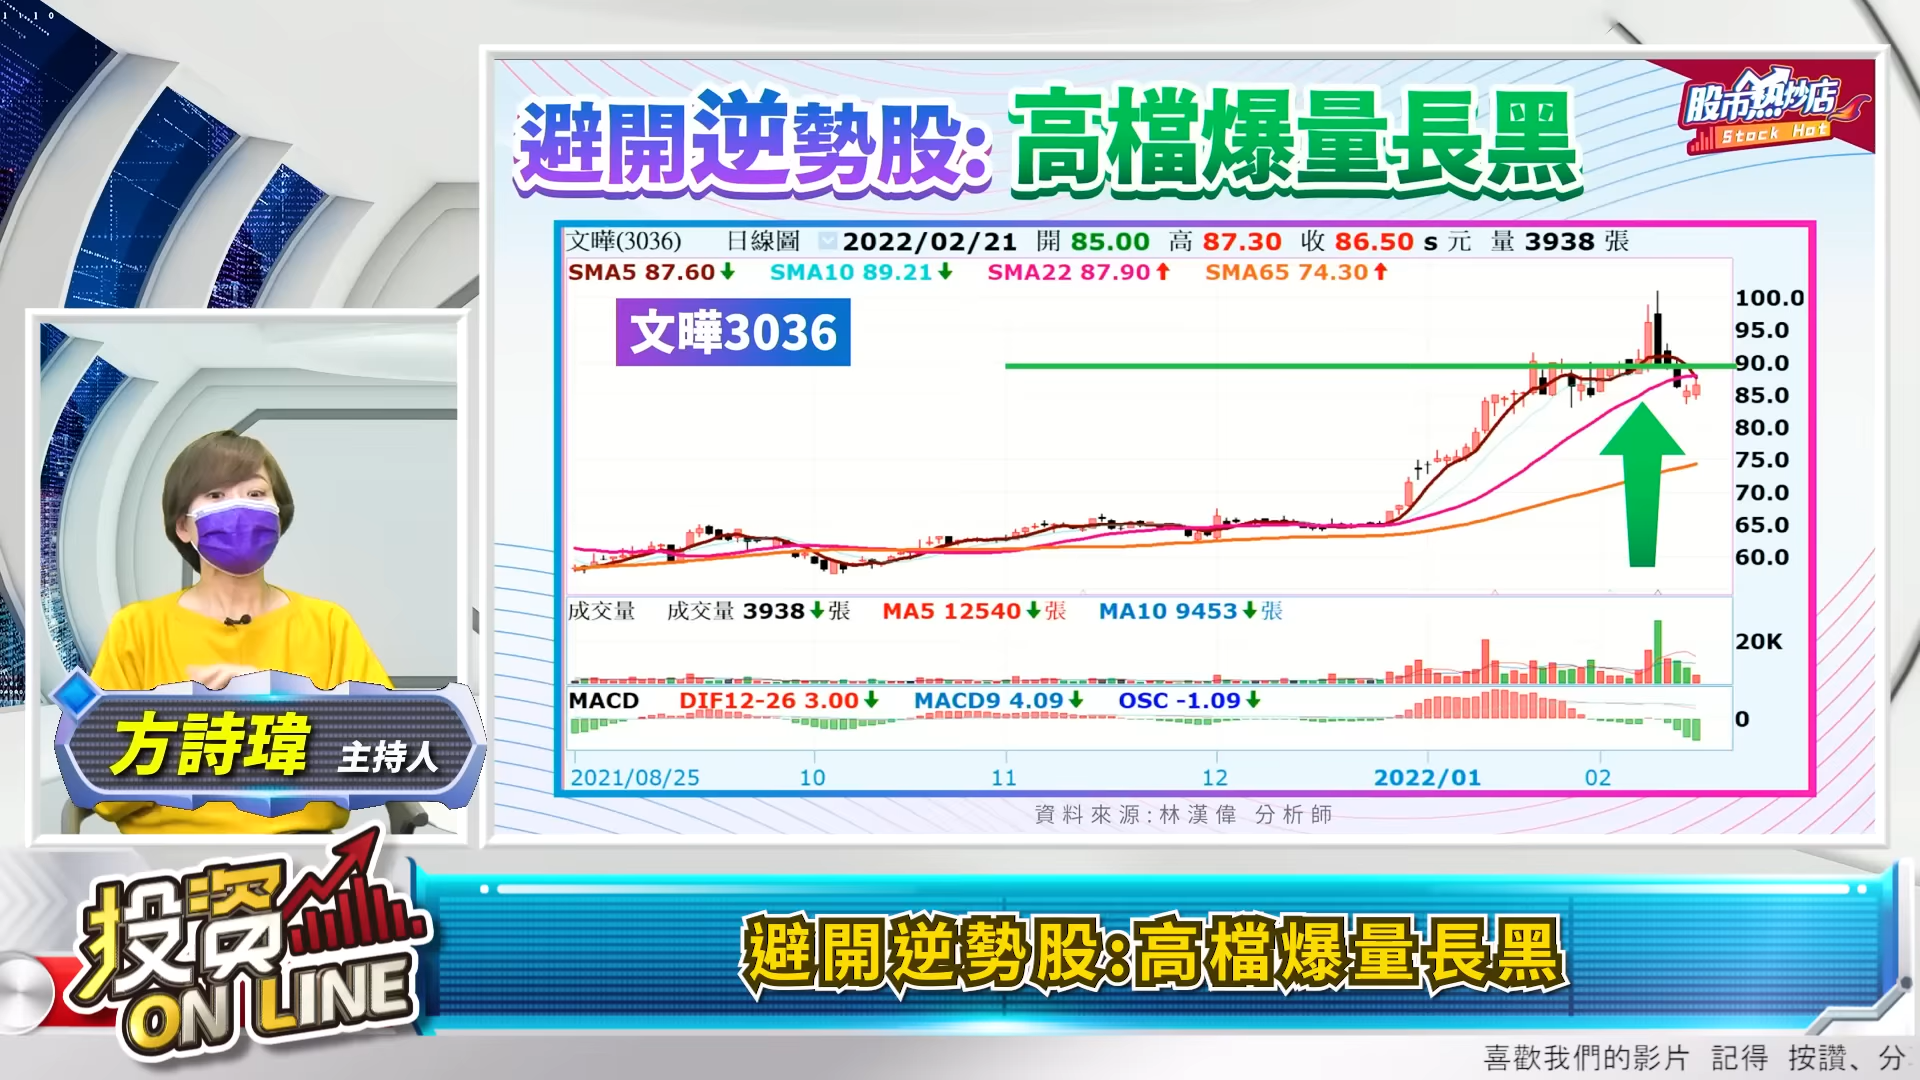 1 1 1 0
避開逆勢股:高檔爆量長黑
股市熱炒店
Stock Hot
文曄(3036) 日線圖 2022/02/21 開 85.00 高 87.30 收 86.50 s 元 量 3938 張
SMA5 87.60↓ SMA10 89.21↓ SMA22 87.90↑ SMA65 74.30↑
文曄3036
100.0
95.0
90.0
85.0
80.0
75.0
70.0
65.0
60.0
成交量 成交量 3938↓張 MA5 12540↓張 MA10 9453↓張
20K
MACD DIF12-26 3.00↓ MACD9 4.09↓ OSC -1.09↓
0
2021/08/25 10 11 12 2022/01 02
資料來源:林漢偉 分析師
方詩瑋 主持人
投資
ON LINE
避開逆勢股:高檔爆量長黑
喜歡我們的影片 記得 按讚、分